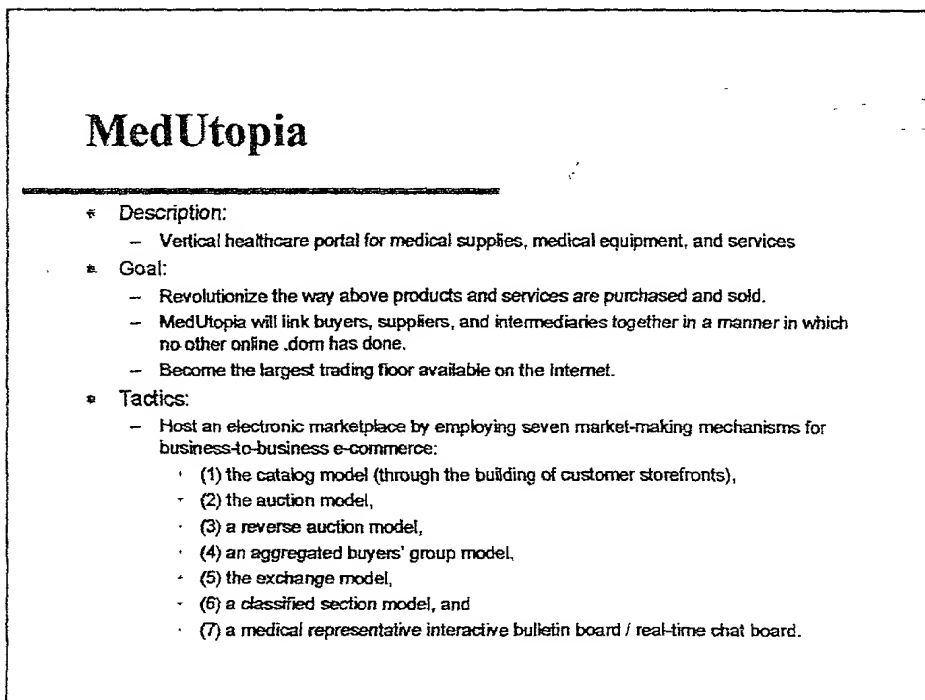 MedUtopia
* Description:
– Vertical healthcare portal for medical supplies, medical equipment, and services
* Goal:
– Revolutionize the way above products and services are purchased and sold.
– MedUtopia will link buyers, suppliers, and intermediaries together in a manner in which
no other online .dom has done.
– Become the largest trading floor available on the Internet.
* Tactics:
– Host an electronic marketplace by employing seven market-making mechanisms for
business-to-business e-commerce:
· (1) the catalog model (through the building of customer storefronts),
· (2) the auction model,
· (3) a reverse auction model,
· (4) an aggregated buyers' group model,
· (5) the exchange model,
· (6) a classified section model, and
· (7) a medical representative interactive bulletin board / real-time chat board.